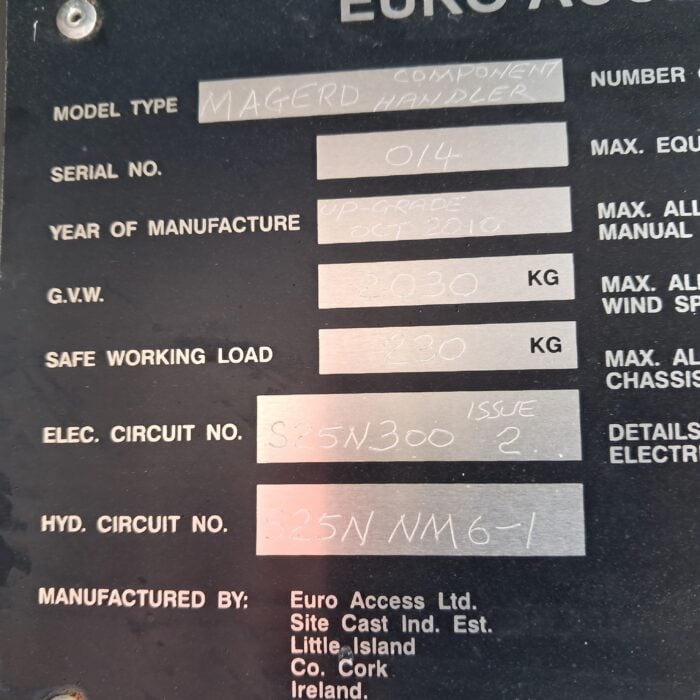 EURO ACCE
MODEL TYPE MAGERD COMPONENT HANDLER
SERIAL NO. 014
YEAR OF MANUFACTURE UP-GRADE OCT 2010
G.V.W. 2030 KG
SAFE WORKING LOAD 230 KG
ELEC. CIRCUIT NO. S25N300 ISSUE 2.
HYD. CIRCUIT NO. S25N NM6-1
MANUFACTURED BY: Euro Access Ltd.
Site Cast Ind. Est.
Little Island
Co. Cork
Ireland.
NUMBER
MAX. EQU
MAX. ALL
MANUAL
MAX. ALL
WIND SP
MAX. AL
CHASSIS
DETAILS
ELECTR